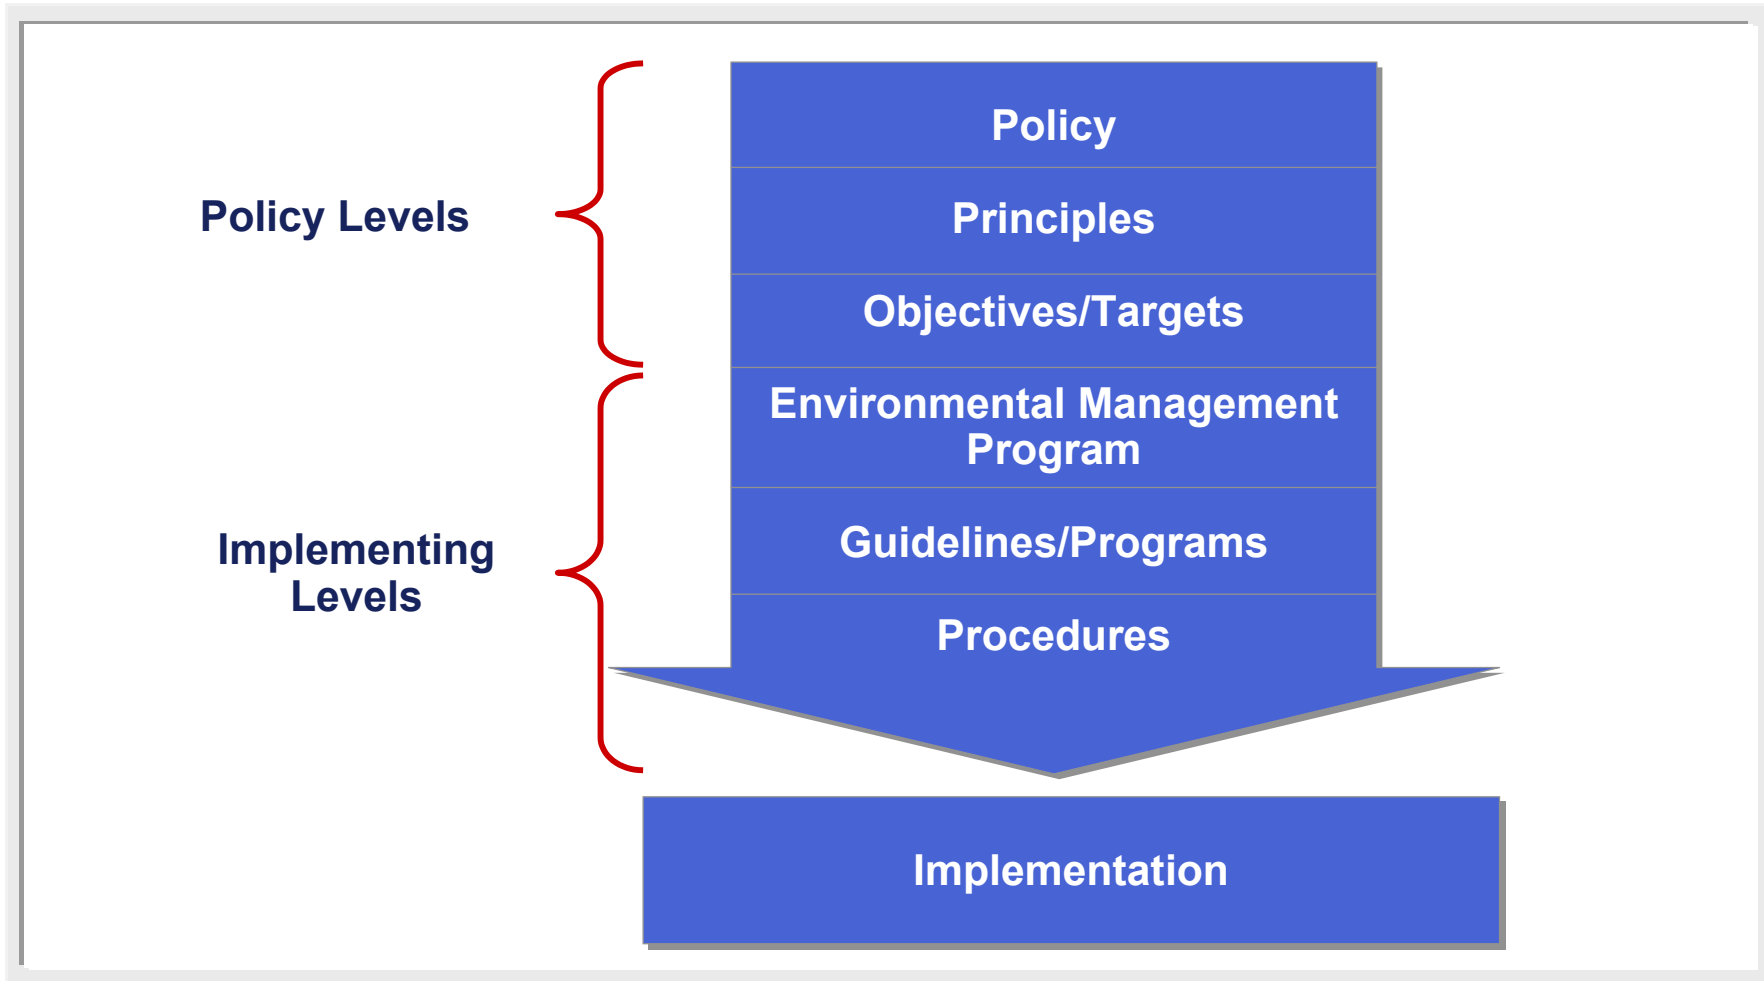 Policy Levels
Policy
Principles
Objectives/Targets
Implementing
Levels
Environmental Management
Program
Guidelines/Programs
Procedures
Implementation